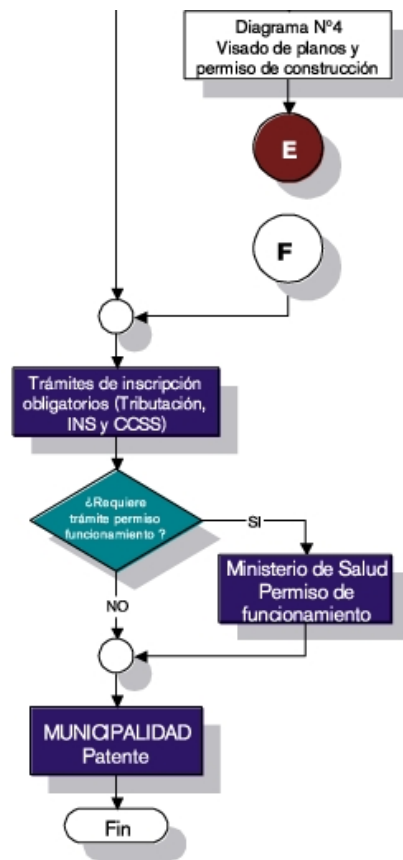 Diagrama Nº4
Visado de planos y
permiso de construcción
E
F
Trámites de inscripción
obligatorios (Tributación,
INS y CCSS)
¿Requiere
trámite permiso
funcionamiento ?
SI
Ministerio de Salud
Permiso de
funcionamiento
NO
MUNICIPALIDAD
Patente
Fin